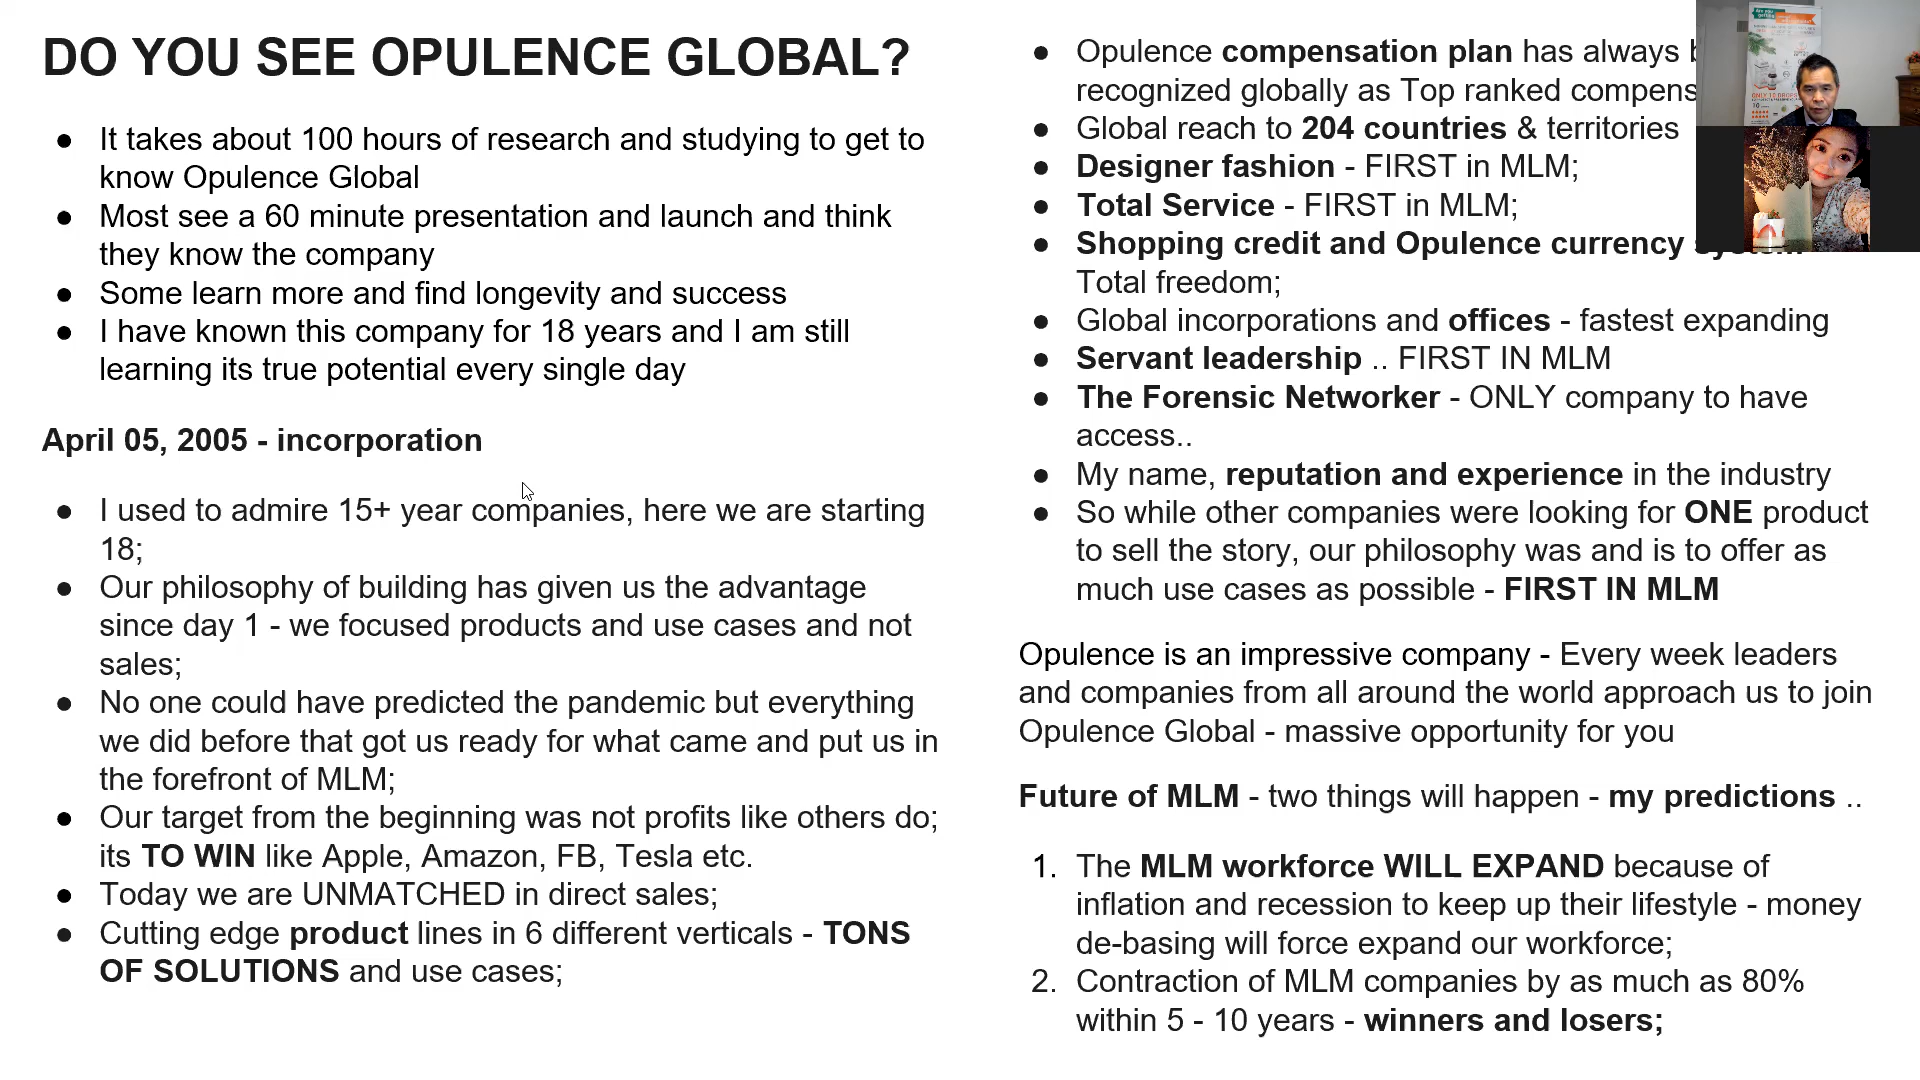 DO YOU SEE OPULENCE GLOBAL?
● It takes about 100 hours of research and studying to get to
know Opulence Global
● Most see a 60 minute presentation and launch and think
they know the company
● Some learn more and find longevity and success
● I have known this company for 18 years and I am still
learning its true potential every single day
April 05, 2005 - incorporation
● I used to admire 15+ year companies, here we are starting
18;
● Our philosophy of building has given us the advantage
since day 1 - we focused products and use cases and not
sales;
● No one could have predicted the pandemic but everything
we did before that got us ready for what came and put us in
the forefront of MLM;
● Our target from the beginning was not profits like others do;
its TO WIN like Apple, Amazon, FB, Tesla etc.
● Today we are UNMATCHED in direct sales;
● Cutting edge product lines in 6 different verticals - TONS
OF SOLUTIONS and use cases;
● Opulence compensation plan has always
recognized globally as Top ranked
● Global reach to 204 countries & territories
● Designer fashion - FIRST in MLM;
● Total Service - FIRST in MLM;
● Shopping credit and Opulence currency
Total freedom;
● Global incorporations and offices - fastest expanding
● Servant leadership .. FIRST IN MLM
● The Forensic Networker - ONLY company to have
access..
● My name, reputation and experience in the industry
● So while other companies were looking for ONE product
to sell the story, our philosophy was and is to offer as
much use cases as possible - FIRST IN MLM
Opulence is an impressive company - Every week leaders
and companies from all around the world approach us to join
Opulence Global - massive opportunity for you
Future of MLM - two things will happen - my predictions ..
1. The MLM workforce WILL EXPAND because of
inflation and recession to keep up their lifestyle - money
de-basing will force expand our workforce;
2. Contraction of MLM companies by as much as 80%
within 5 - 10 years - winners and losers;